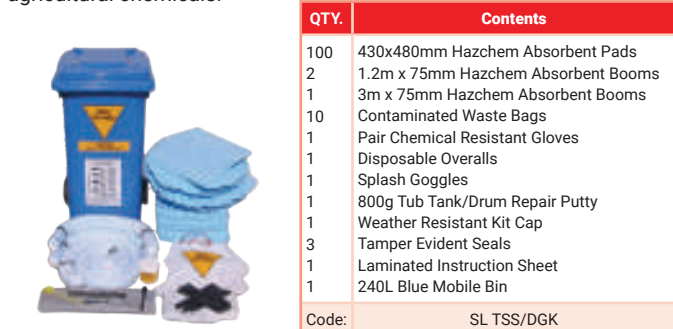 agricultural chemicals.
QTY. Contents
100 430x480mm Hazchem Absorbent Pads
2 1.2m x 75mm Hazchem Absorbent Booms
1 3m x 75mm Hazchem Absorbent Booms
10 Contaminated Waste Bags
1 Pair Chemical Resistant Gloves
1 Disposable Overalls
1 Splash Goggles
1 800g Tub Tank/Drum Repair Putty
1 Weather Resistant Kit Cap
3 Tamper Evident Seals
1 Laminated Instruction Sheet
1 240L Blue Mobile Bin
Code: SL TSS/DGK